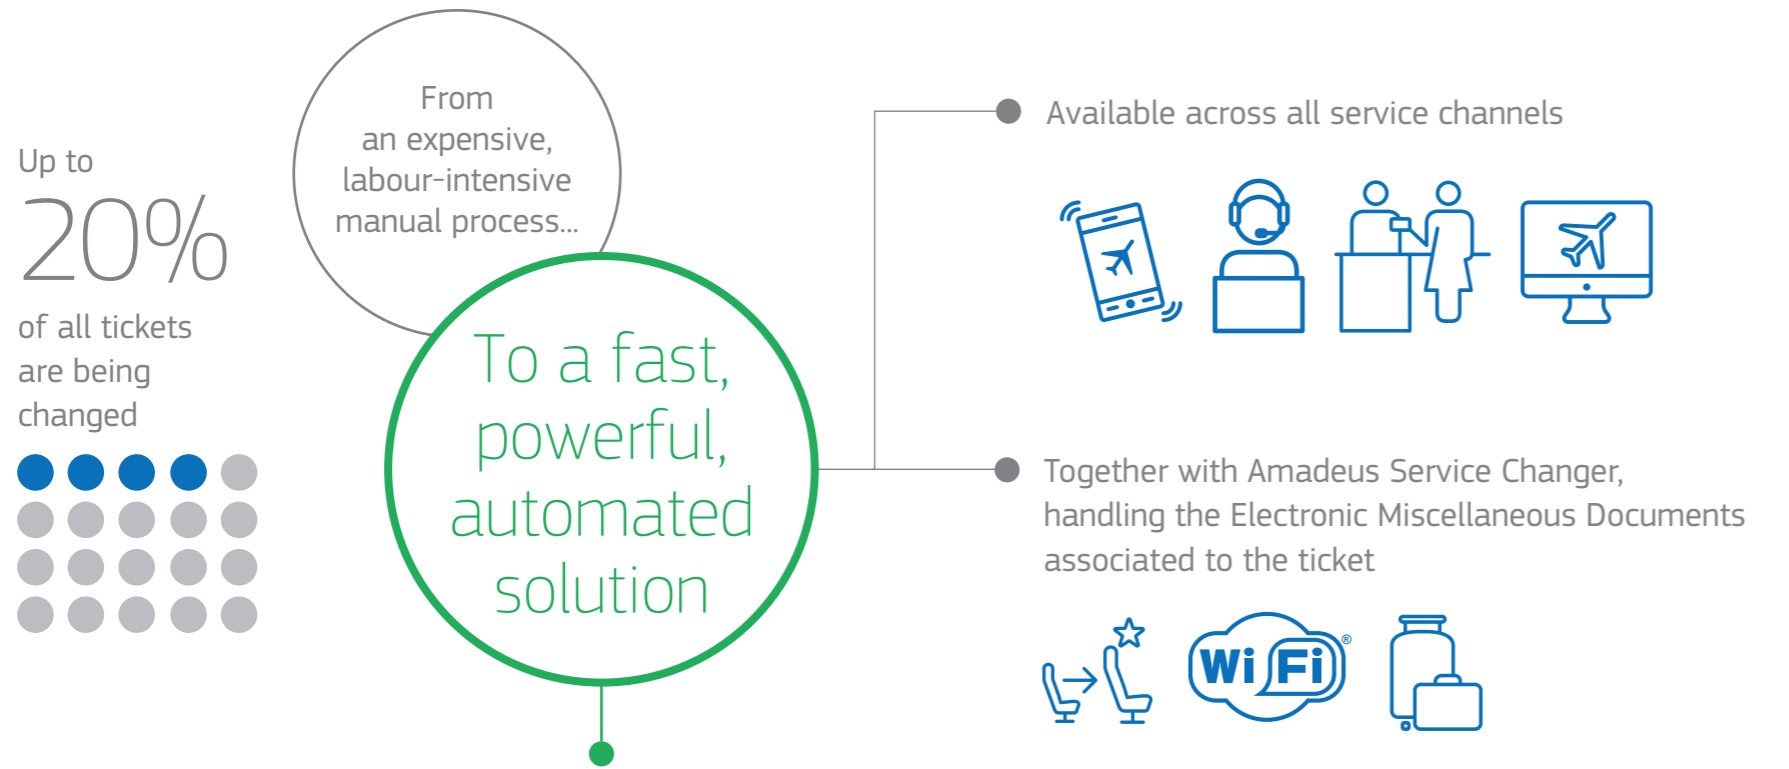 Up to
20%
of all tickets
are being
changed
From
an expensive,
labour-intensive
manual process...
To a fast,
powerful,
automated
solution
Available across all service channels
Together with Amadeus Service Changer,
handling the Electronic Miscellaneous Documents
associated to the ticket
Wi Fi®